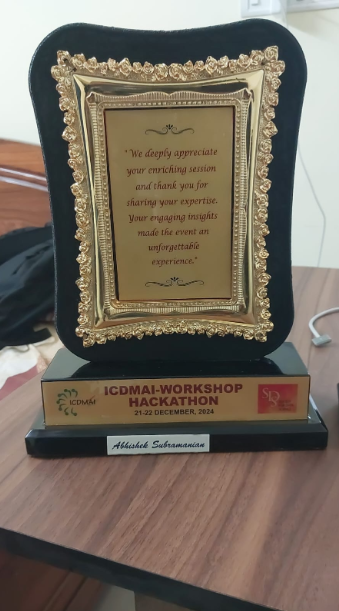 "We deeply appreciate
your enriching session
and thank you for
sharing your expertise.
Your engaging insights
made the event an
unforgettable
experience."
ICDMAI
ICDMAI-WORKSHOP
HACKATHON
21-22 DECEMBER, 2024
Abhishek Subramanian